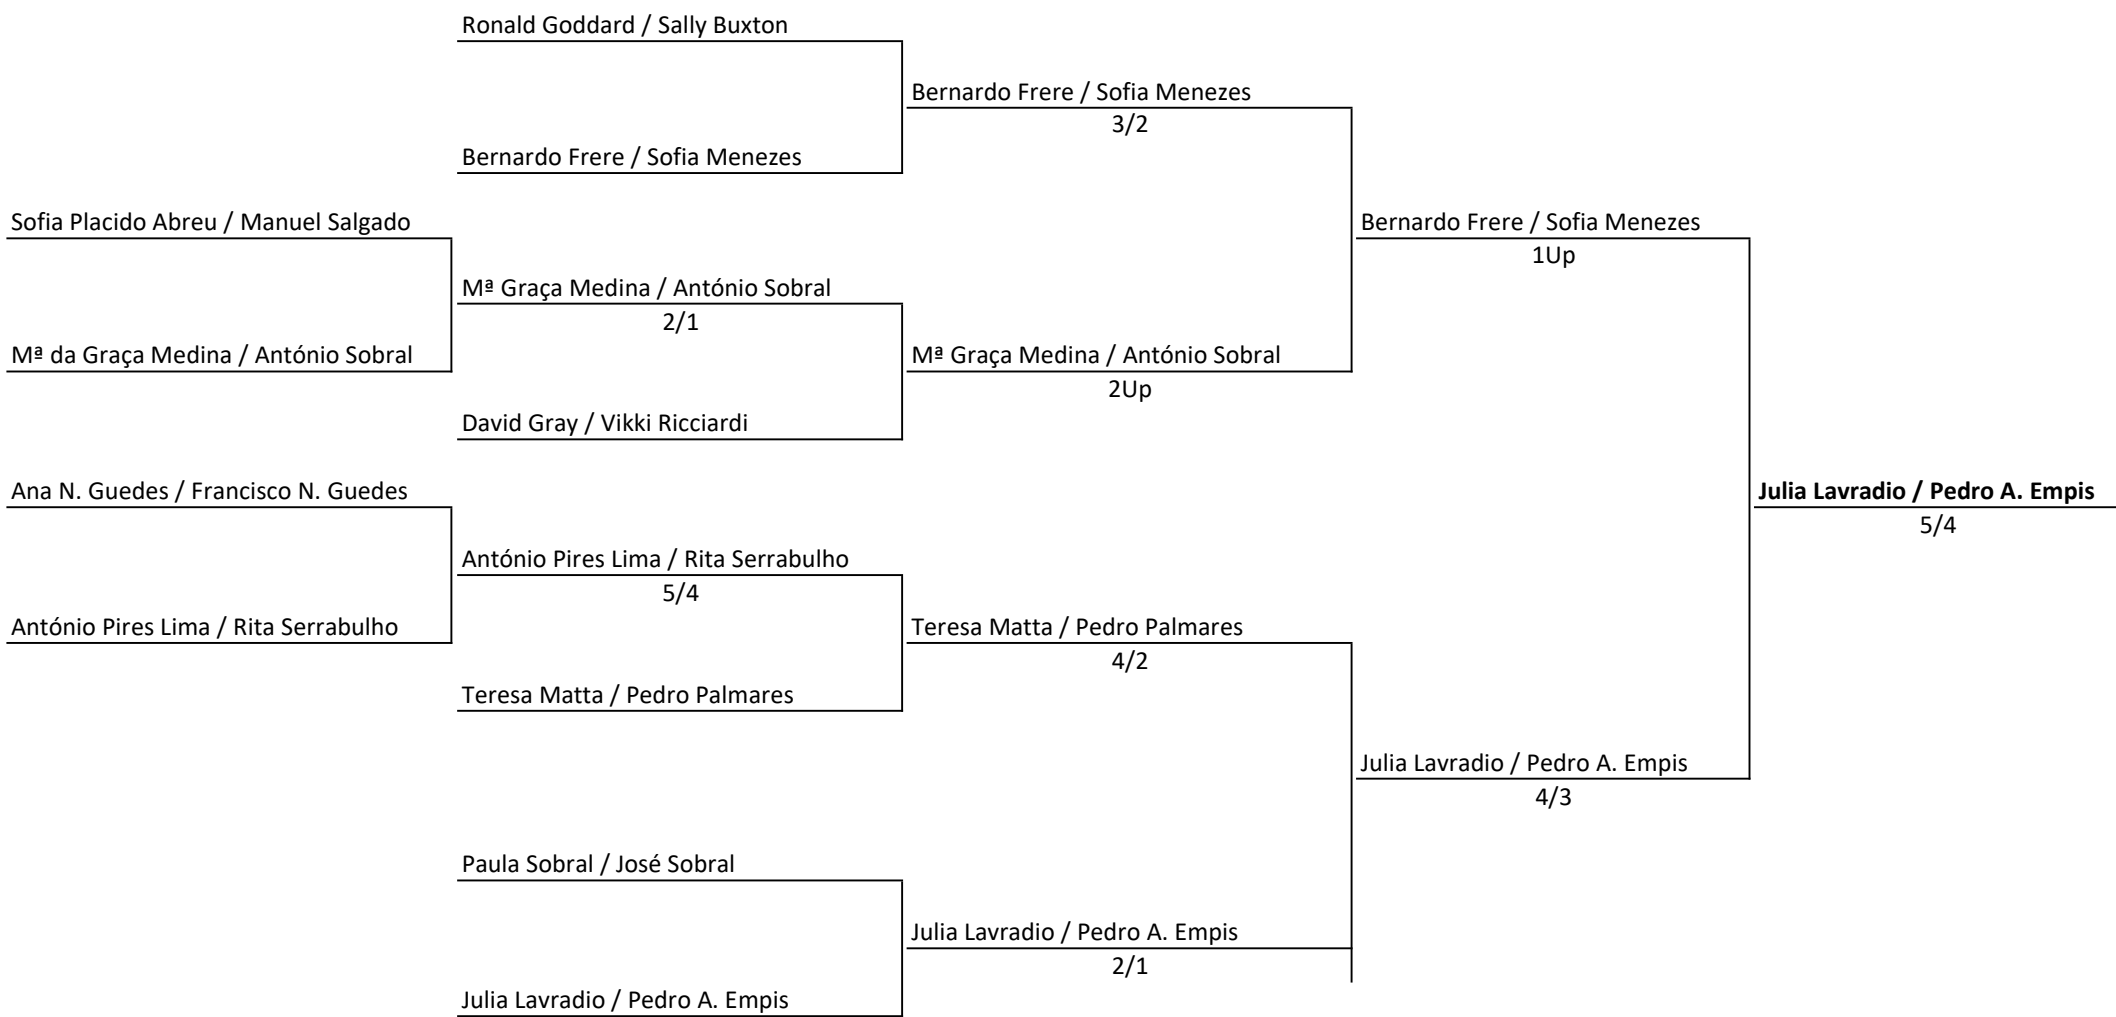 Ronald Goddard / Sally Buxton
Bernardo Frere / Sofia Menezes
3/2
Bernardo Frere / Sofia Menezes
Sofia Placido Abreu / Manuel Salgado
Bernardo Frere / Sofia Menezes
1Up
Mª Graça Medina / António Sobral
2/1
Mª da Graça Medina / António Sobral
Mª Graça Medina / António Sobral
2Up
David Gray / Vikki Ricciardi
Ana N. Guedes / Francisco N. Guedes
Julia Lavradio / Pedro A. Empis
5/4
António Pires Lima / Rita Serrabulho
5/4
António Pires Lima / Rita Serrabulho
Teresa Matta / Pedro Palmares
4/2
Teresa Matta / Pedro Palmares
Julia Lavradio / Pedro A. Empis
4/3
Paula Sobral / José Sobral
Julia Lavradio / Pedro A. Empis
2/1
Julia Lavradio / Pedro A. Empis